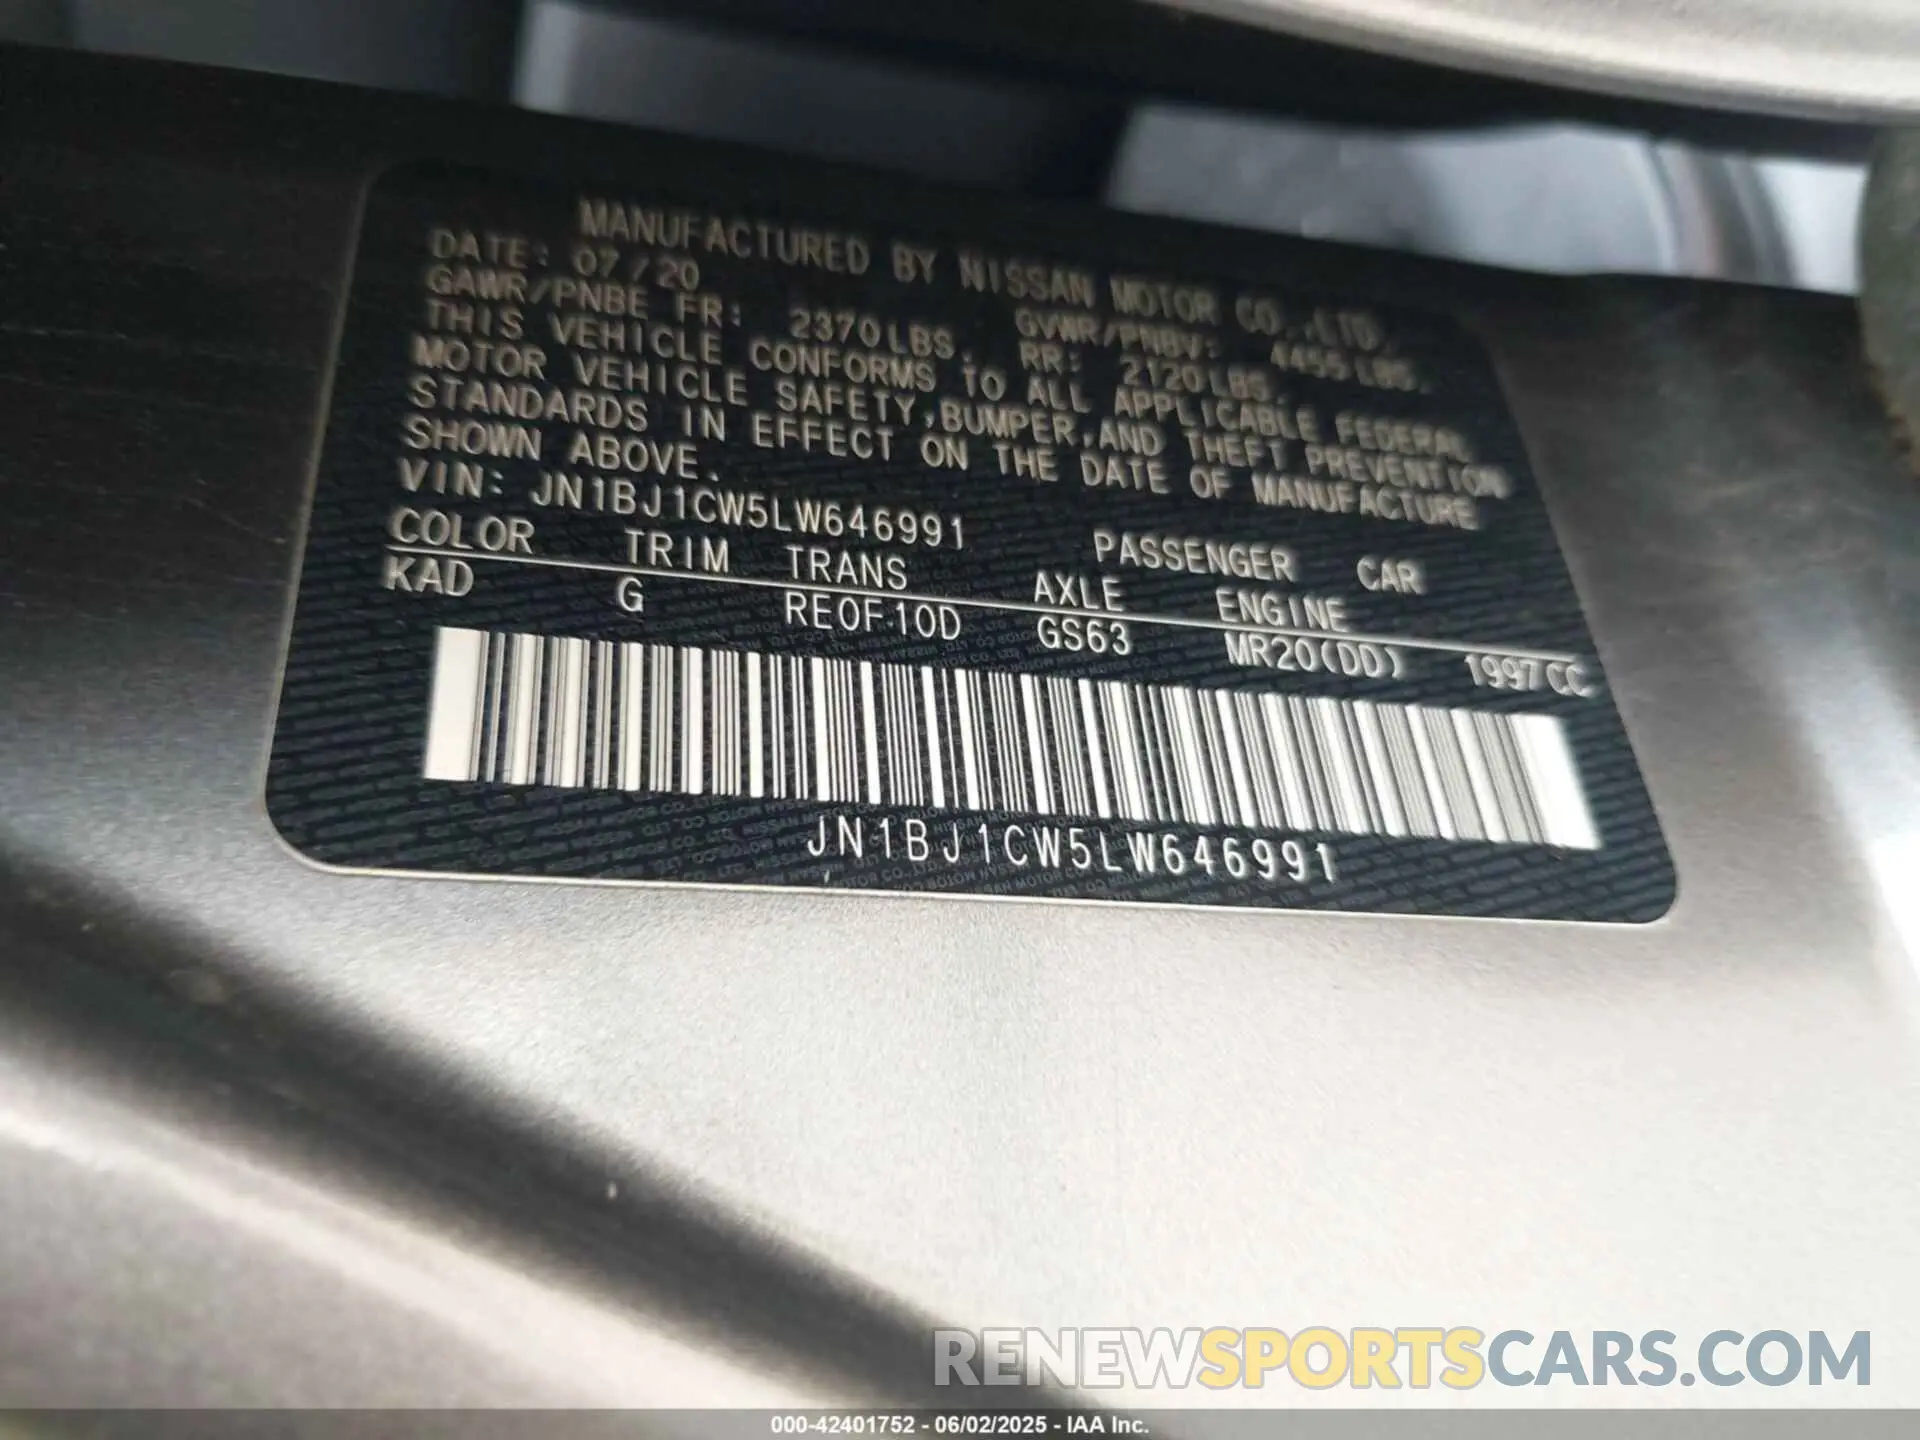 MANUFACTURED BY NISSAN MOTOR CO.,LTD.
DATE: 07/20 GVWR/PNBV: 4455LBS.
GAWR/PNBE FR: 2370LBS. RR: 2120LBS.
THIS VEHICLE CONFORMS TO ALL APPLICABLE FEDERAL
MOTOR VEHICLE SAFETY,BUMPER,AND THEFT PREVENTION
STANDARDS IN EFFECT ON THE DATE OF MANUFACTURE
SHOWN ABOVE.
VIN: JN1BJ1CW5LW646991 PASSENGER CAR
COLOR TRIM TRANS AXLE ENGINE
KAD G RE0F10D GS63 MR20(DD) 1997CC
JN1BJ1CW5LW646991
RENEWSPORTSCARS.COM
000-42401752 - 06/02/2025 - IAA Inc.